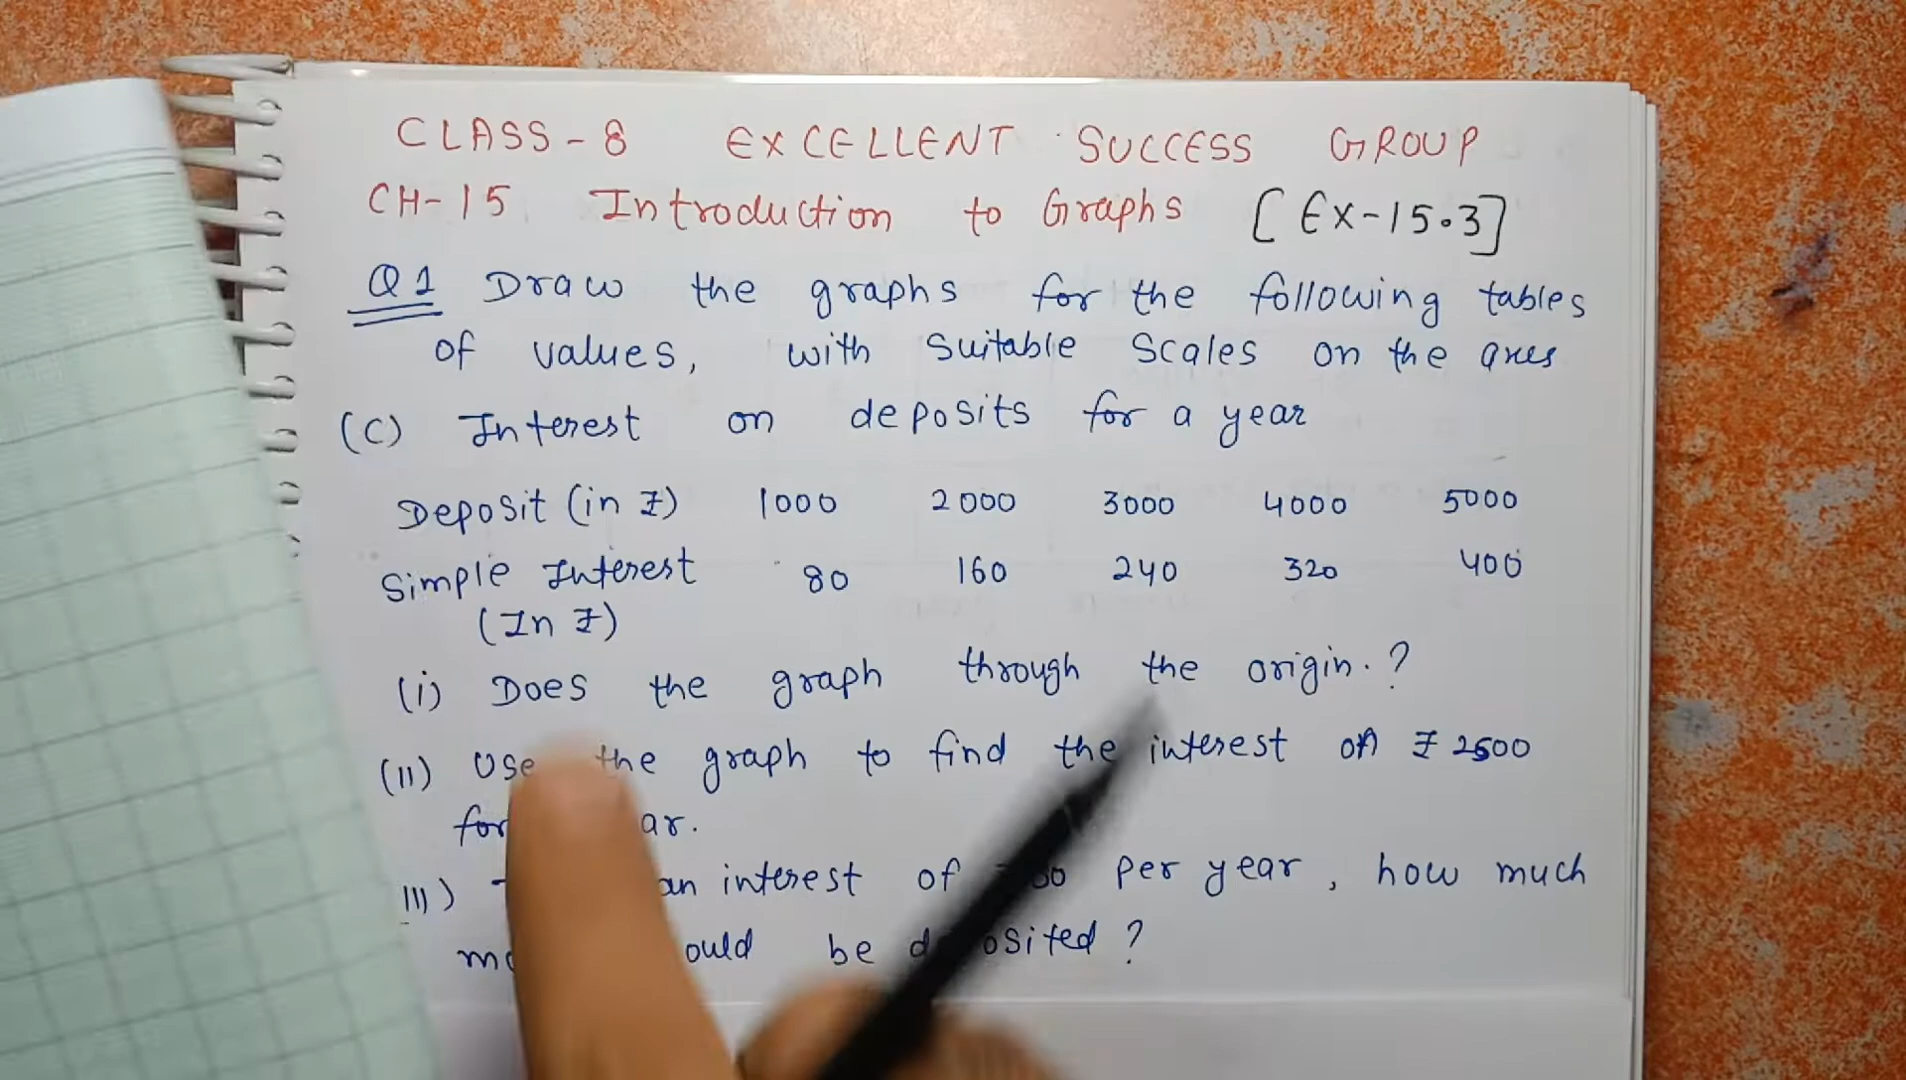 CLASS-8 EXCELLENT SUCCESS GROUP
CH-15 Introduction to Graphs [Ex-15.3]
Q1 Draw the graphs for the following tables
of values, with suitable Scales on the axes
(C) Interest on deposits for a year
Deposit (in ₹) 1000 2000 3000 4000 5000
Simple Interest 80 160 240 320 400
(In ₹)
(i) Does the graph through the origin.?
(II) Use the graph to find the interest on ₹ 2500
for
III) an interest of per year, how much
be deposited?